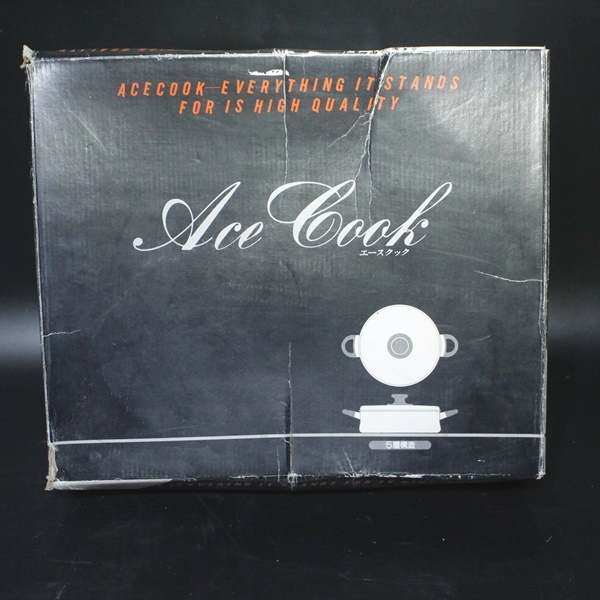 ACECOOK—EVERYTHING IT STANDS
FOR IS HIGH QUALITY
Ace Cook
エースクック
5層構造